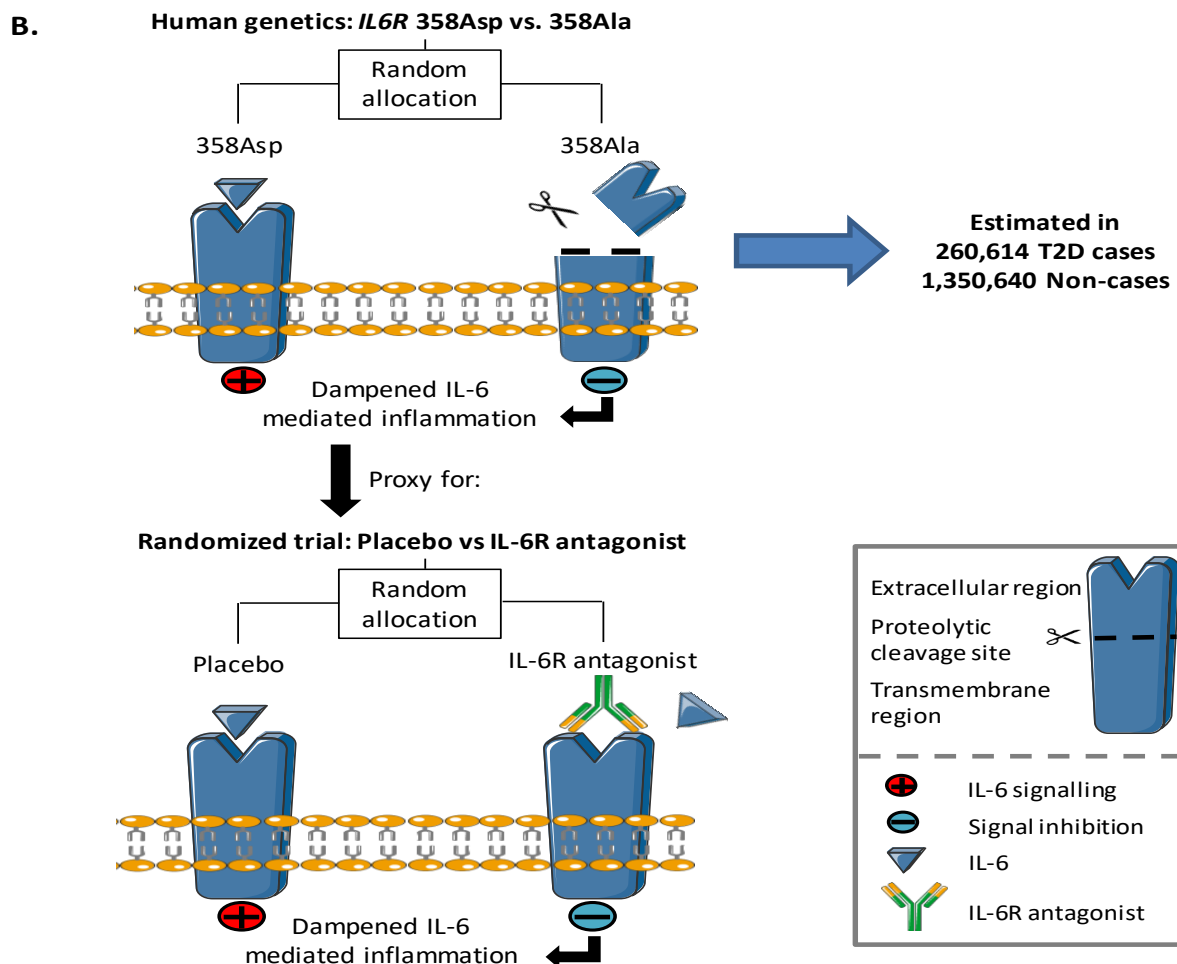 B.
Human genetics: IL6R 358Asp vs. 358Ala
Random
allocation
358Asp
358Ala
Estimated in
260,614 T2D cases
1,350,640 Non-cases
Dampened IL-6
mediated inflammation
Proxy for:
Randomized trial: Placebo vs IL-6R antagonist
Random
allocation
Placebo
IL-6R antagonist
Dampened IL-6
mediated inflammation
Extracellular region
Proteolytic
cleavage site
Transmembrane
region
IL-6 signalling
Signal inhibition
IL-6
IL-6R antagonist